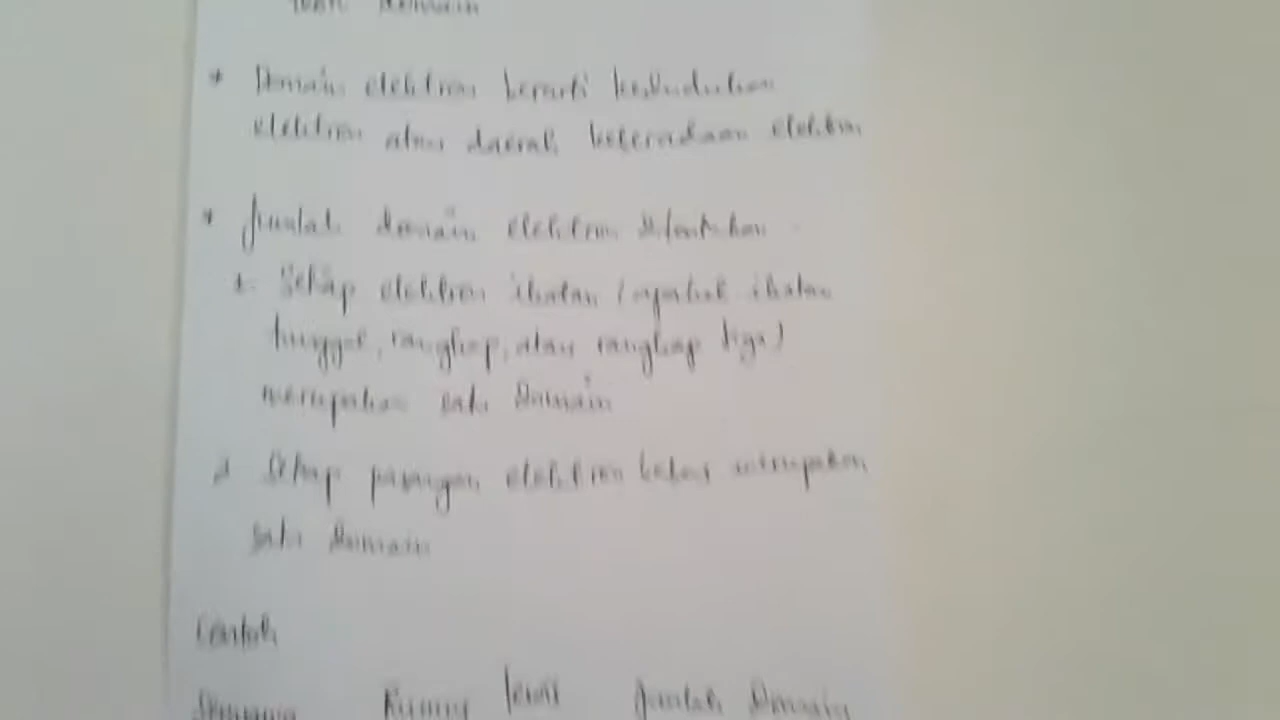 Domain
* Domain elektron berarti kedudukan
elektron atau daerah keberadaan elektron
* Jumlah domain elektron ditentukan
1. Setiap elektron ikatan (apakah ikatan
tunggal, rangkap, atau rangkap tiga)
merupakan satu domain
2. Setiap pasangan elektron bebas merupakan
satu domain
Contoh
Senyawa Rumus lewis Jumlah Domain